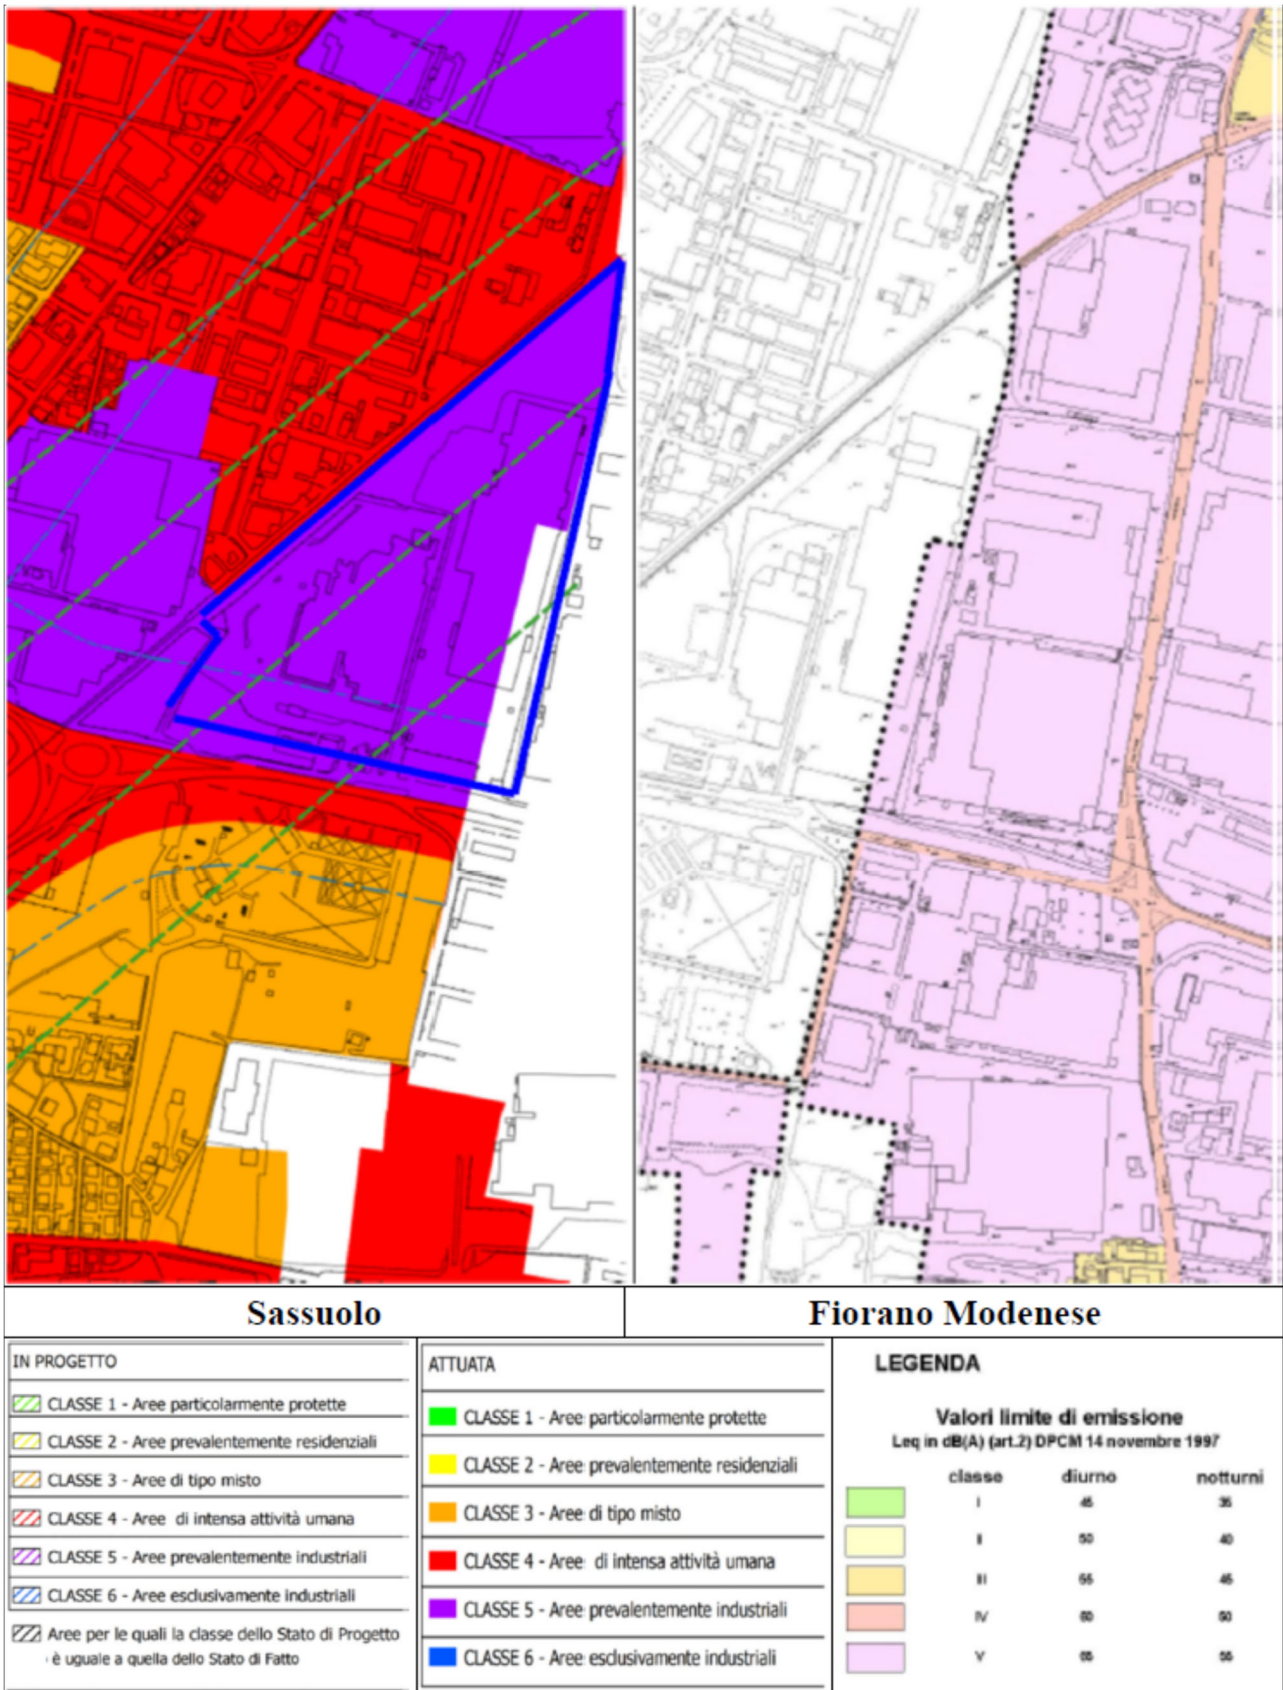 Sassuolo
Fiorano Modenese
IN PROGETTO
CLASSE 1 - Aree particolarmente protette
CLASSE 2 - Aree prevalentemente residenziali
CLASSE 3 - Aree di tipo misto
CLASSE 4 - Aree di intensa attività umana
CLASSE 5 - Aree prevalentemente industriali
CLASSE 6 - Aree esclusivamente industriali
Aree per le quali la classe dello Stato di Progetto
è uguale a quella dello Stato di Fatto
ATTUATA
CLASSE 1 - Aree particolarmente protette
CLASSE 2 - Aree prevalentemente residenziali
CLASSE 3 - Aree di tipo misto
CLASSE 4 - Aree di intensa attività umana
CLASSE 5 - Aree prevalentemente industriali
CLASSE 6 - Aree esclusivamente industriali
LEGENDA
Valori limite di emissione
Leq in dB(A) (art.2) DPCM 14 novembre 1997
classe diurno notturni
I 45 35
II 50 40
III 55 45
IV 60 50
V 65 55